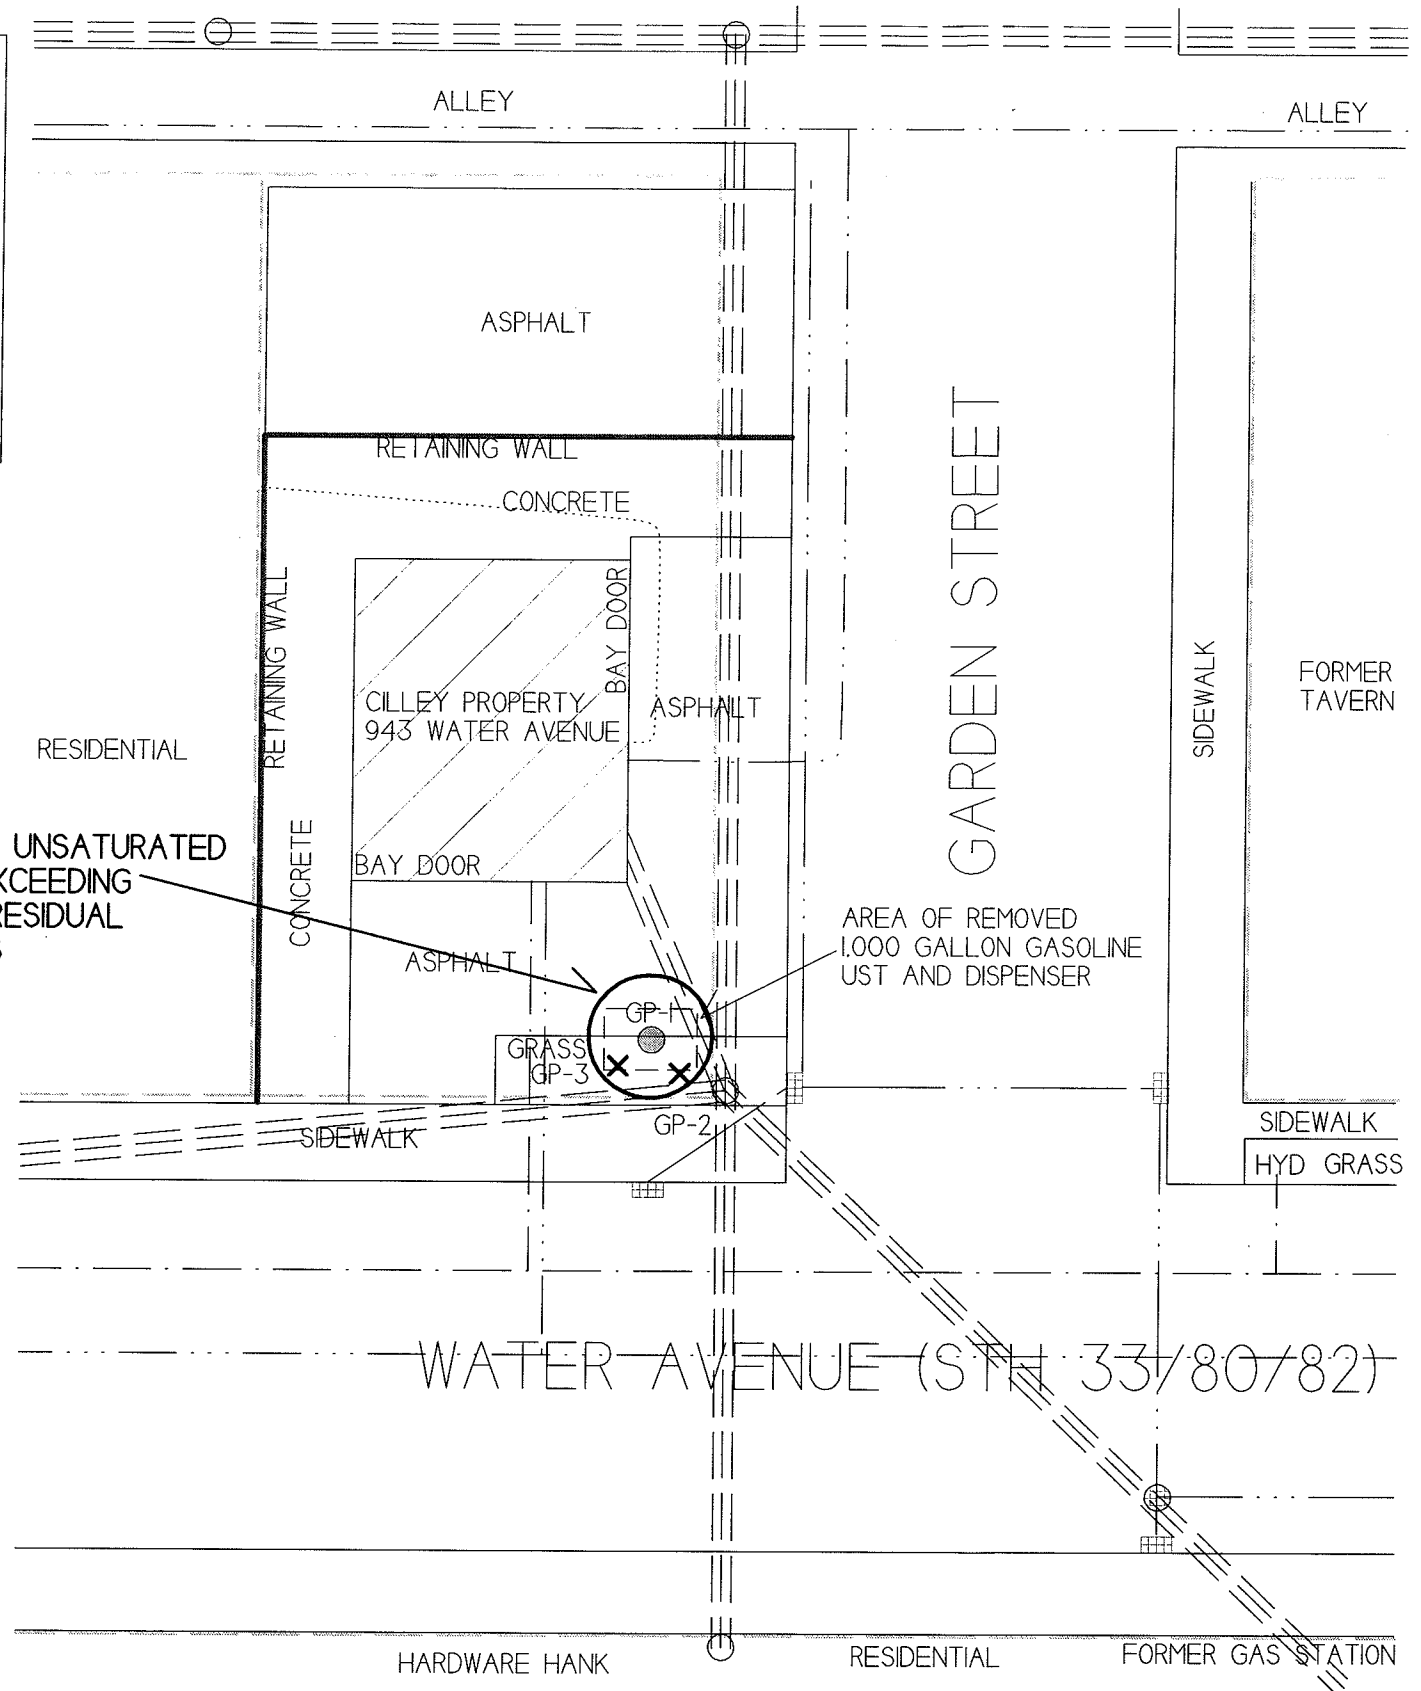 ALLEY
ALLEY
ASPHALT
RETAINING WALL
CONCRETE
GARDEN STREET
RETAINING WALL
BAY DOOR
CILLEY PROPERTY
943 WATER AVENUE
ASPHALT
SIDEWALK
FORMER
TAVERN
RESIDENTIAL
UNSATURATED
XCEEDING
RESIDUAL
S
CONCRETE
BAY DOOR
ASPHALT
AREA OF REMOVED
1,000 GALLON GASOLINE
UST AND DISPENSER
GP-1
GRASS
GP-3
GP-2
SIDEWALK
SIDEWALK
HYD GRASS
WATER AVENUE (STH 33/80/82)
HARDWARE HANK
RESIDENTIAL
FORMER GAS STATION